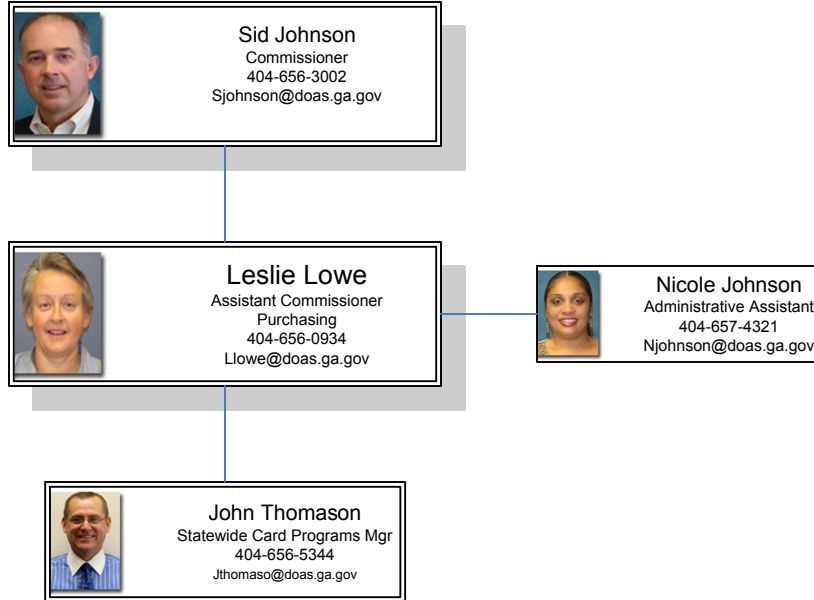 Sid Johnson
Commissioner
404-656-3002
Sjohnson@doas.ga.gov
Leslie Lowe
Assistant Commissioner
Purchasing
404-656-0934
Llowe@doas.ga.gov
Nicole Johnson
Administrative Assistant
404-657-4321
Njohnson@doas.ga.gov
John Thomason
Statewide Card Programs Mgr
404-656-5344
Jthomaso@doas.ga.gov